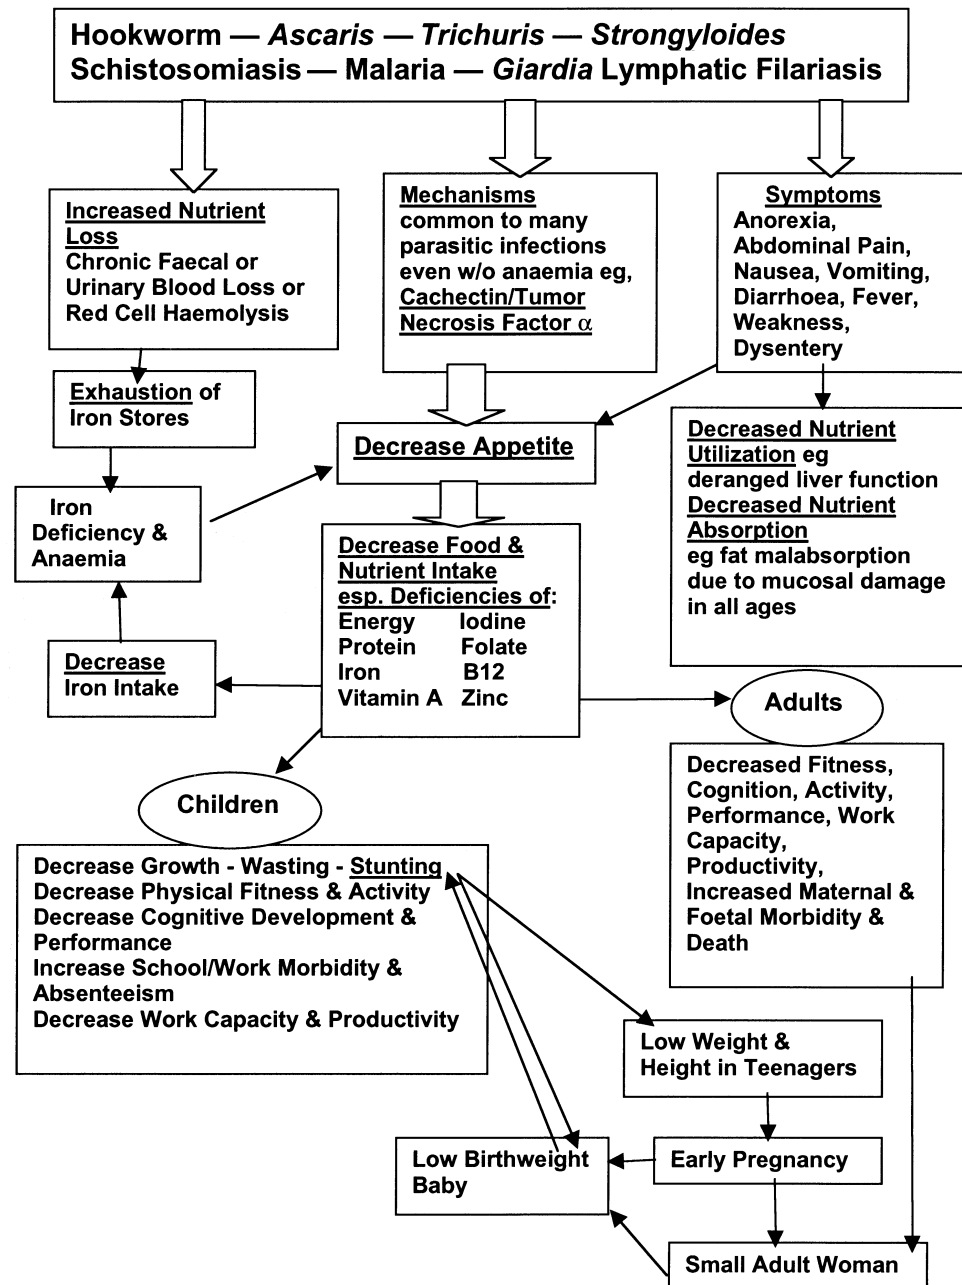 Hookworm — Ascaris — Trichuris — Strongyloides
Schistosomiasis — Malaria — Giardia Lymphatic Filariasis
Increased Nutrient
Loss
Chronic Faecal or
Urinary Blood Loss or
Red Cell Haemolysis
Mechanisms
common to many
parasitic infections
even w/o anaemia eg,
Cachectin/Tumor
Necrosis Factor α
Symptoms
Anorexia,
Abdominal Pain,
Nausea, Vomiting,
Diarrhoea, Fever,
Weakness,
Dysentery
Exhaustion of
Iron Stores
Decrease Appetite
Decreased Nutrient
Utilization eg
deranged liver function
Decreased Nutrient
Absorption
eg fat malabsorption
due to mucosal damage
in all ages
Iron
Deficiency &
Anaemia
Decrease Food &
Nutrient Intake
esp. Deficiencies of:
Energy Iodine
Protein Folate
Iron B12
Vitamin A Zinc
Decrease
Iron Intake
Adults
Decreased Fitness,
Cognition, Activity,
Performance, Work
Capacity,
Productivity,
Increased Maternal &
Foetal Morbidity &
Death
Children
Decrease Growth - Wasting - Stunting
Decrease Physical Fitness & Activity
Decrease Cognitive Development &
Performance
Increase School/Work Morbidity &
Absenteeism
Decrease Work Capacity & Productivity
Low Weight &
Height in Teenagers
Low Birthweight
Baby
Early Pregnancy
Small Adult Woman